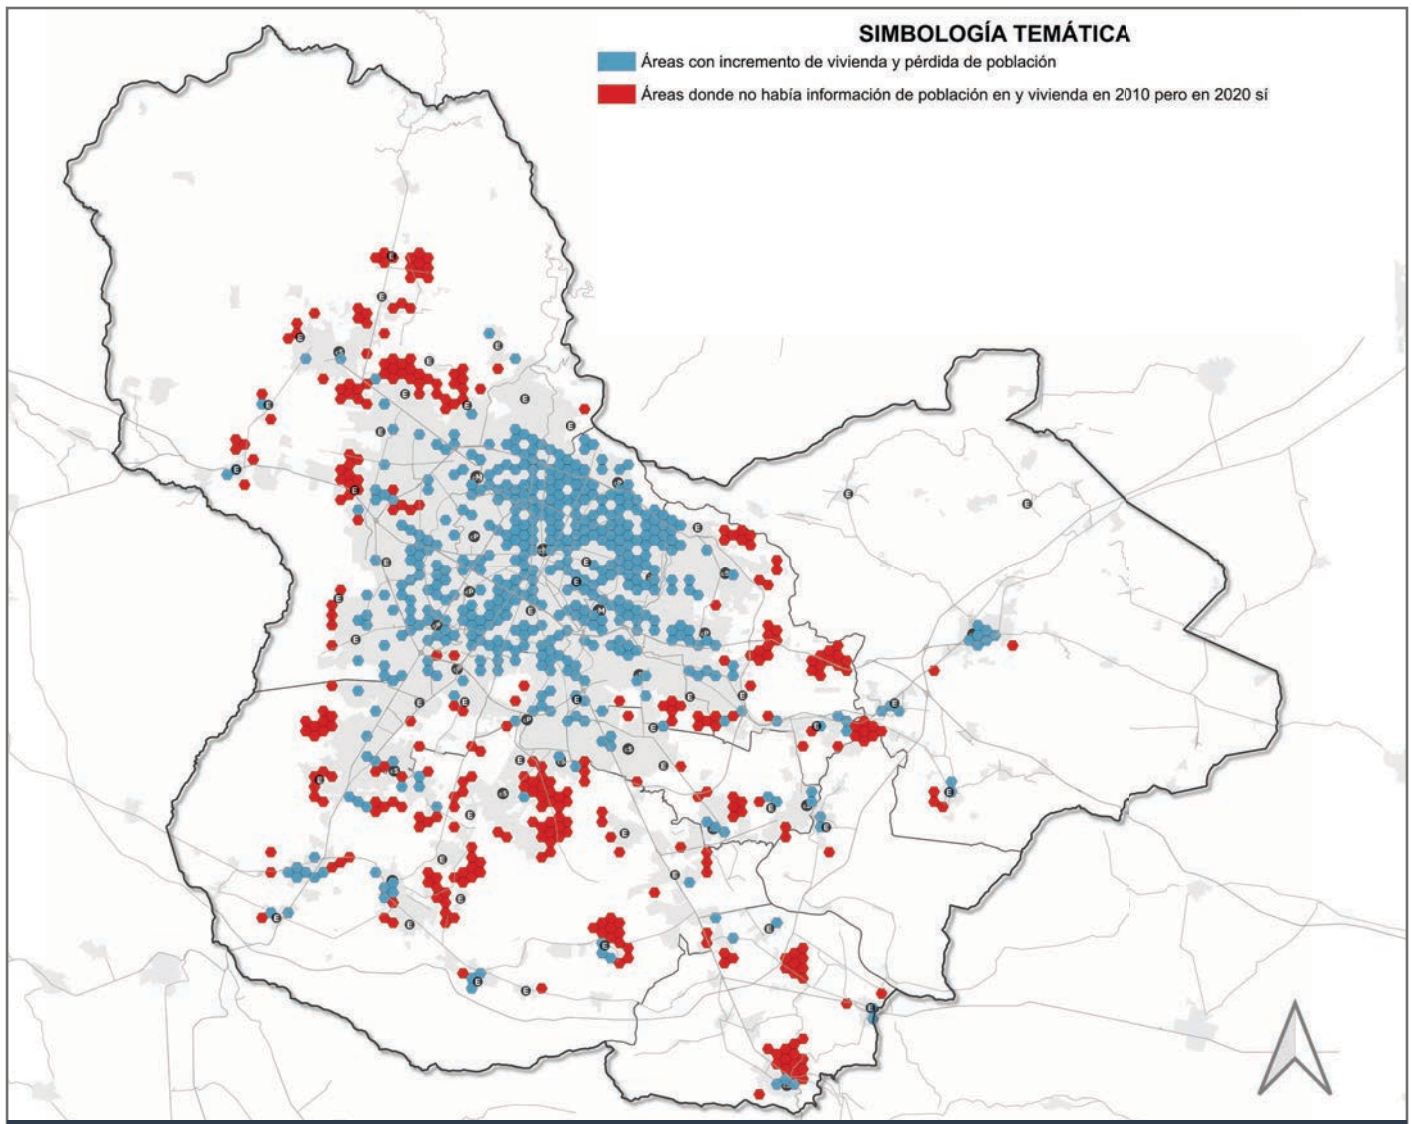 SIMBOLOGÍA TEMÁTICA
Áreas con incremento de vivienda y pérdida de población
Áreas donde no había información de población en y vivienda en 2010 pero en 2020 sí